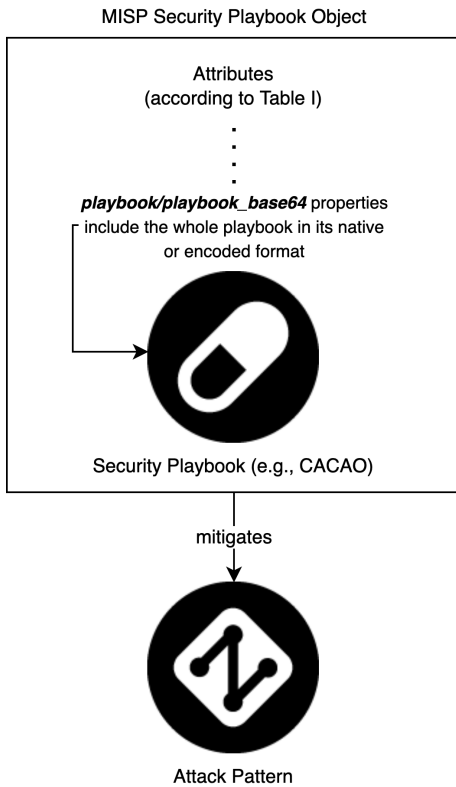 MISP Security Playbook Object
Attributes
(according to Table I)
playbook/playbook_base64 properties
include the whole playbook in its native
or encoded format
Security Playbook (e.g., CACAO)
mitigates
Attack Pattern